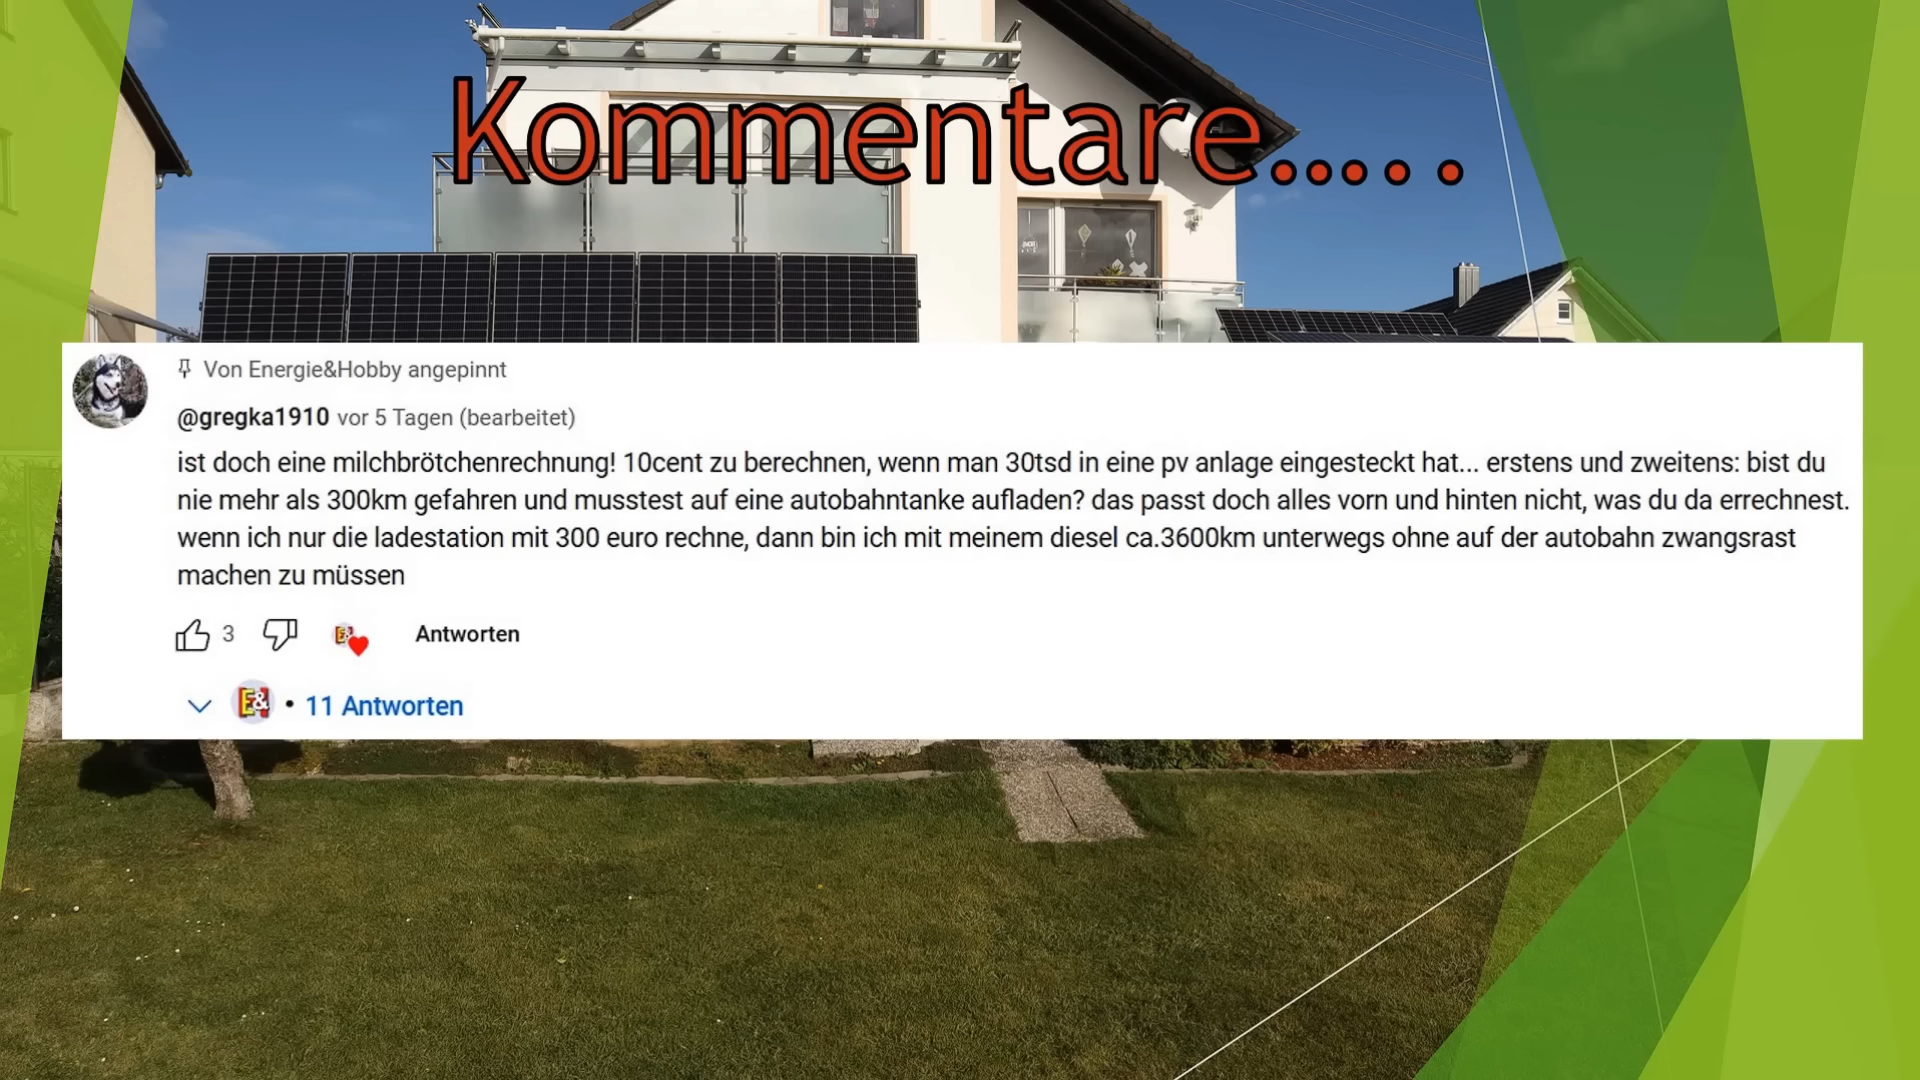 Kommentare.....
Von Energie&Hobby angepinnt
@gregka1910 vor 5 Tagen (bearbeitet)
ist doch eine milchbrötchenrechnung! 10cent zu berechnen, wenn man 30tsd in eine pv anlage eingesteckt hat... erstens und zweitens: bist du
nie mehr als 300km gefahren und musstest auf eine autobahntanke aufladen? das passt doch alles vorn und hinten nicht, was du da errechnest.
wenn ich nur die ladestation mit 300 euro rechne, dann bin ich mit meinem diesel ca.3600km unterwegs ohne auf der autobahn zwangsrast
machen zu müssen
3
Antworten
E& • 11 Antworten